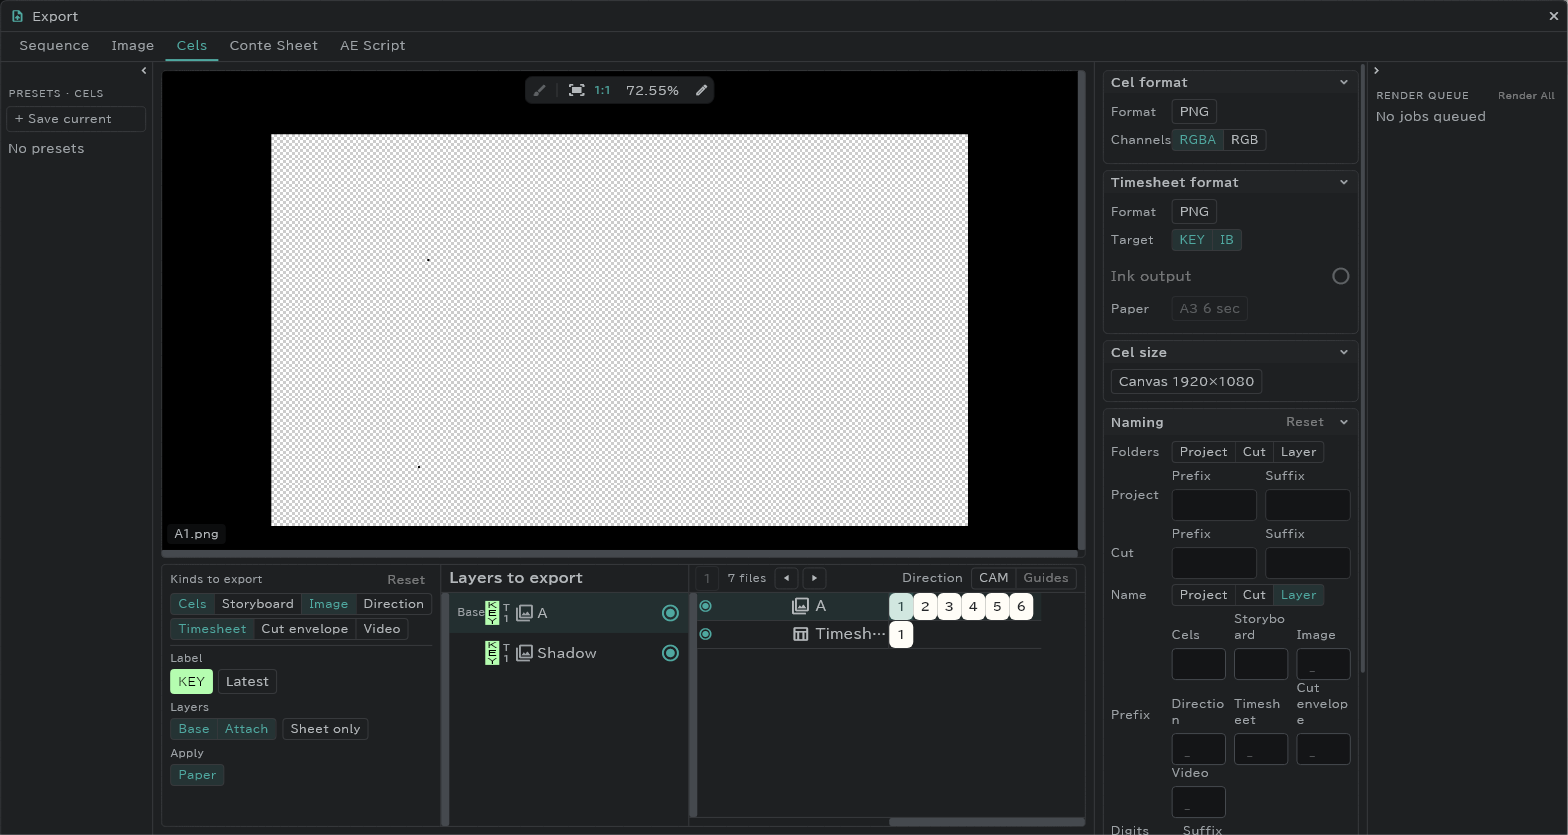 Export
Sequence Image Cels Conte Sheet AE Script
PRESETS · CELS
+ Save current
No presets
1:1 72.55%
A1.png
Kinds to export Reset
Cels Storyboard Image Direction
Timesheet Cut envelope Video
Label
KEY Latest
Layers
Base Attach Sheet only
Apply
Paper
Layers to export
Base KEY T1 A
KEY T1 Shadow
1 7 files Direction CAM Guides
A 1 2 3 4 5 6
Timesh··· 1
Cel format
Format PNG
Channels RGBA RGB
Timesheet format
Format PNG
Target KEY IB
Ink output
Paper A3 6 sec
Cel size
Canvas 1920×1080
Naming Reset
Folders Project Cut Layer
Prefix Suffix
Project
Prefix Suffix
Cut
Name Project Cut Layer
Cels Storyboard Image
_
Prefix
Direction Timesheet Cut envelope
_ _ _
Video
_
Digits Suffix
RENDER QUEUE Render All
No jobs queued